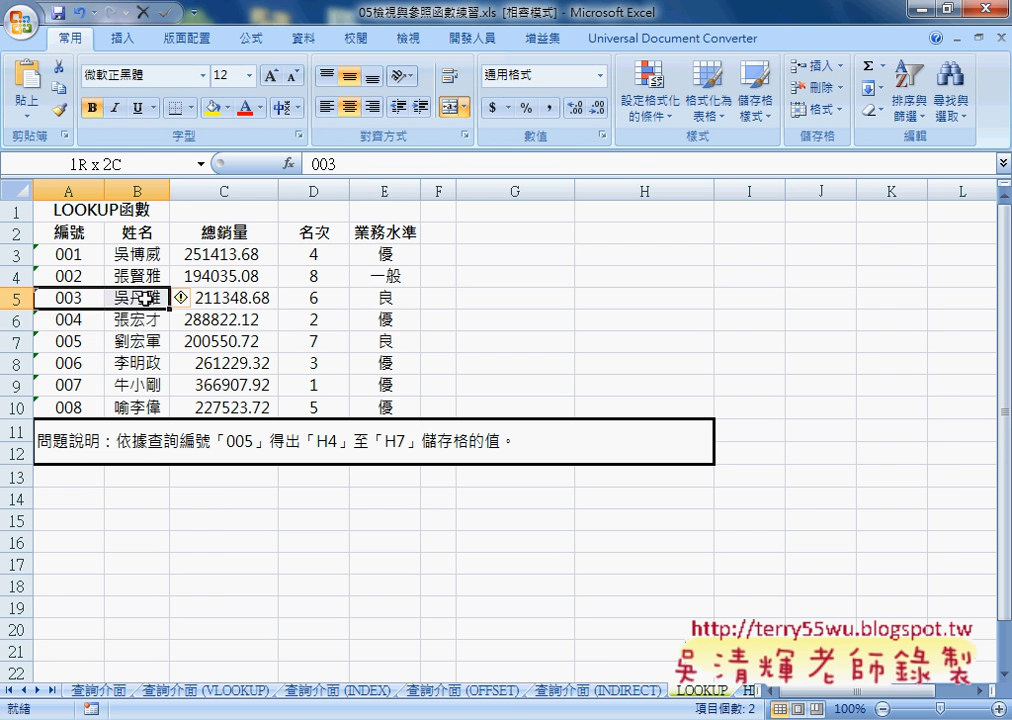 05檢視與參照函數練習.xls [相容模式] - Microsoft Excel
常用 插入 版面配置 公式 資料 校閱 檢視 開發人員 增益集 Universal Document Converter
貼上 微軟正黑體 12 通用格式 設定格式化的條件 格式化為表格 儲存格樣式 插入 刪除 格式 排序與篩選 尋找與選取
剪貼簿 字型 對齊方式 數值 樣式 儲存格 編輯
1R x 2C fx 003
A B C D E F G H I J K L
1 LOOKUP函數
2 編號 姓名 總銷量 名次 業務水準
3 001 吳博威 251413.68 4 優
4 002 張賢雅 194035.08 8 一般
5 003 吳丹雅 211348.68 6 良
6 004 張宏才 288822.12 2 優
7 005 劉宏軍 200550.72 7 良
8 006 李明政 261229.32 3 優
9 007 牛小剛 366907.92 1 優
10 008 喻李偉 227523.72 5 優
11 問題說明：依據查詢編號「005」得出「H4」至「H7」儲存格的值。
12
13
14
15
16
17
18
19
20
21
22
http://terry55wu.blogspot.tw
吳清輝老師錄製
查詢介面 查詢介面 (VLOOKUP) 查詢介面 (INDEX) 查詢介面 (OFFSET) 查詢介面 (INDIRECT) LOOKUP
就緒 項目個數: 2 100%